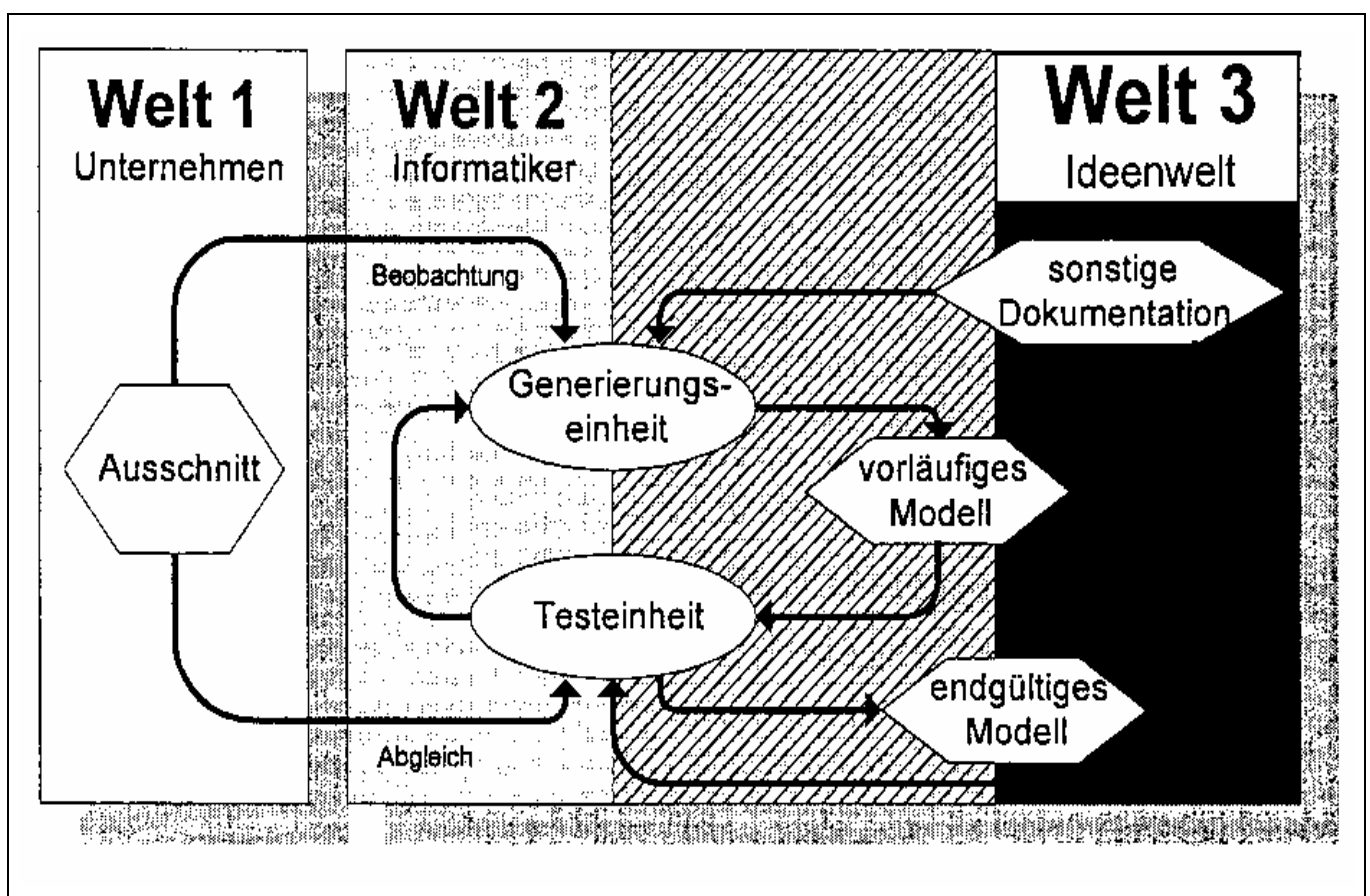 Welt 1
Unternehmen
Welt 2
Informatiker
Welt 3
Ideenwelt
Beobachtung
sonstige
Dokumentation
Generierungs-
einheit
Ausschnitt
vorläufiges
Modell
Testeinheit
endgültiges
Modell
Abgleich